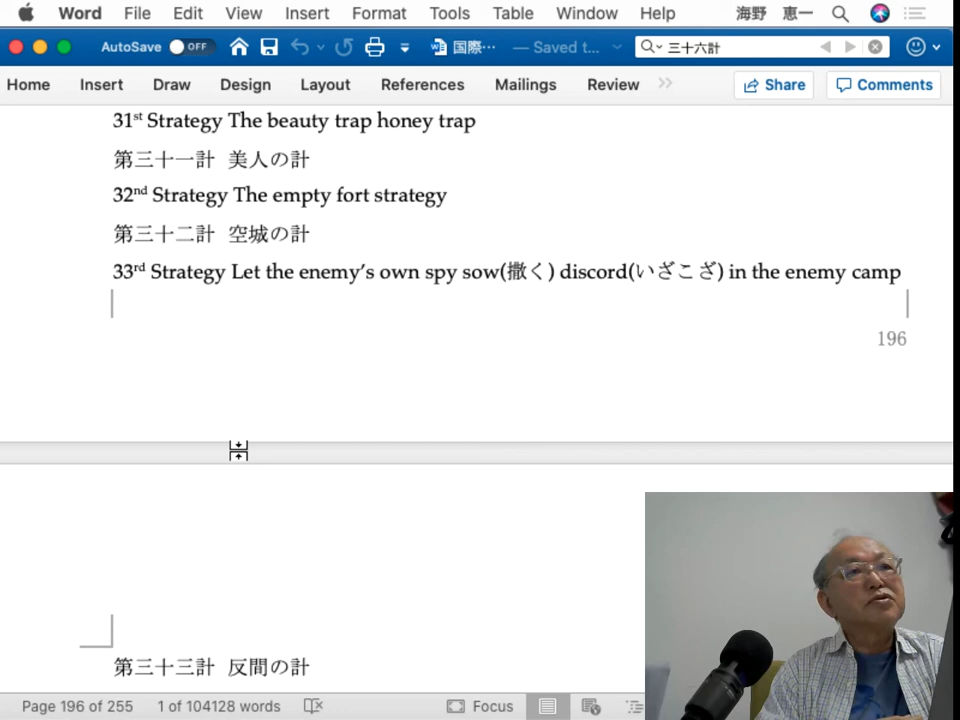 Word File Edit View Insert Format Tools Table Window Help 海野 恵一
AutoSave OFF 国際… — Saved t… 三十六計
Home Insert Draw Design Layout References Mailings Review Share Comments
31st Strategy The beauty trap honey trap
第三十一計 美人の計
32nd Strategy The empty fort strategy
第三十二計 空城の計
33rd Strategy Let the enemy's own spy sow(撒く) discord(いざこざ) in the enemy camp
196
第三十三計 反間の計
Page 196 of 255 1 of 104128 words Focus